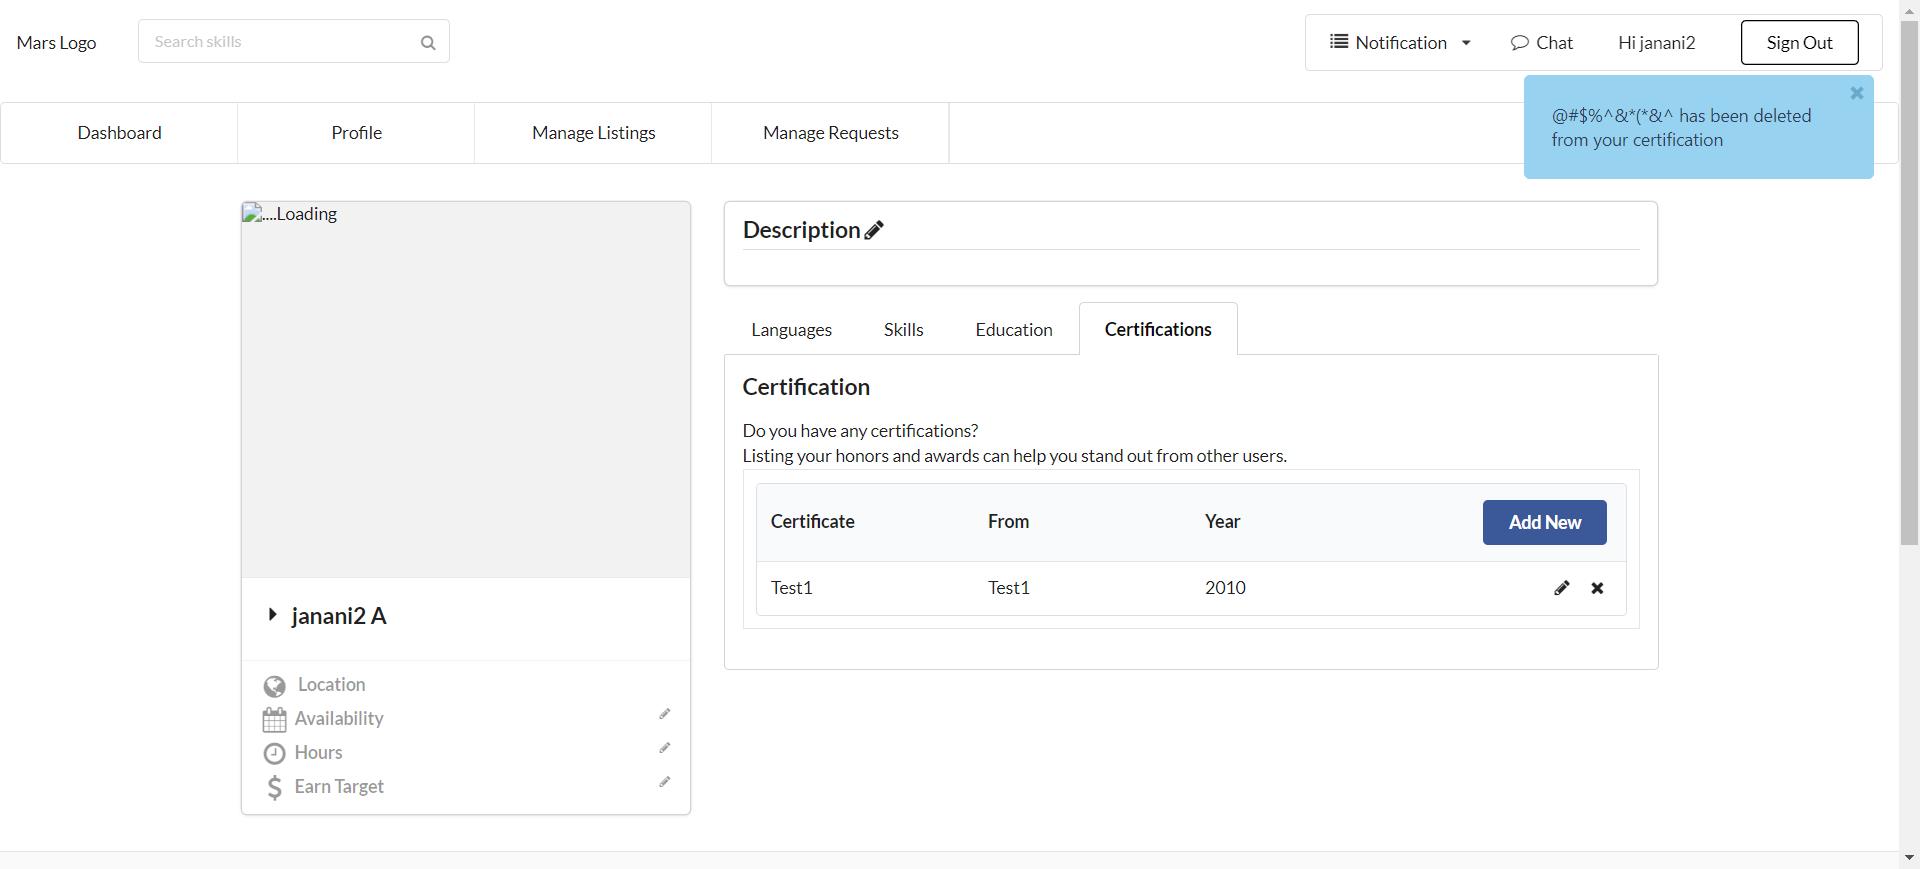 Mars Logo
Search skills
Notification
Chat
Hi janani2
Sign Out
@#$%^&*(*&^ has been deleted
from your certification
Dashboard
Profile
Manage Listings
Manage Requests
....Loading
janani2 A
Location
Availability
Hours
Earn Target
Description
Languages
Skills
Education
Certifications
Certification
Do you have any certifications?
Listing your honors and awards can help you stand out from other users.
Certificate From Year Add New
Test1 Test1 2010